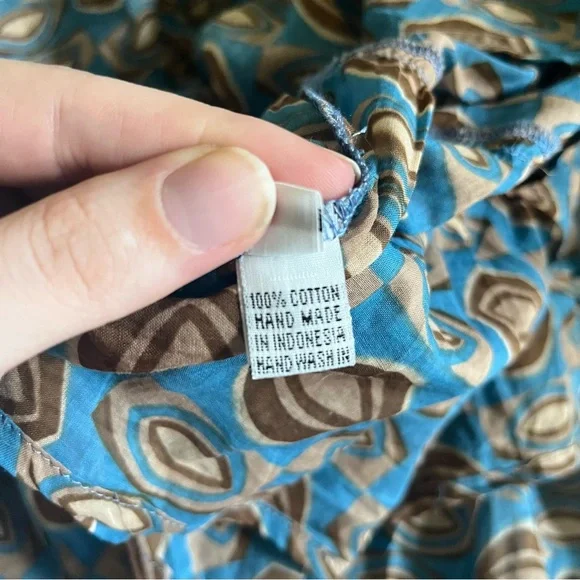 100% COTTON
HAND MADE
IN INDONESIA
HAND WASH IN